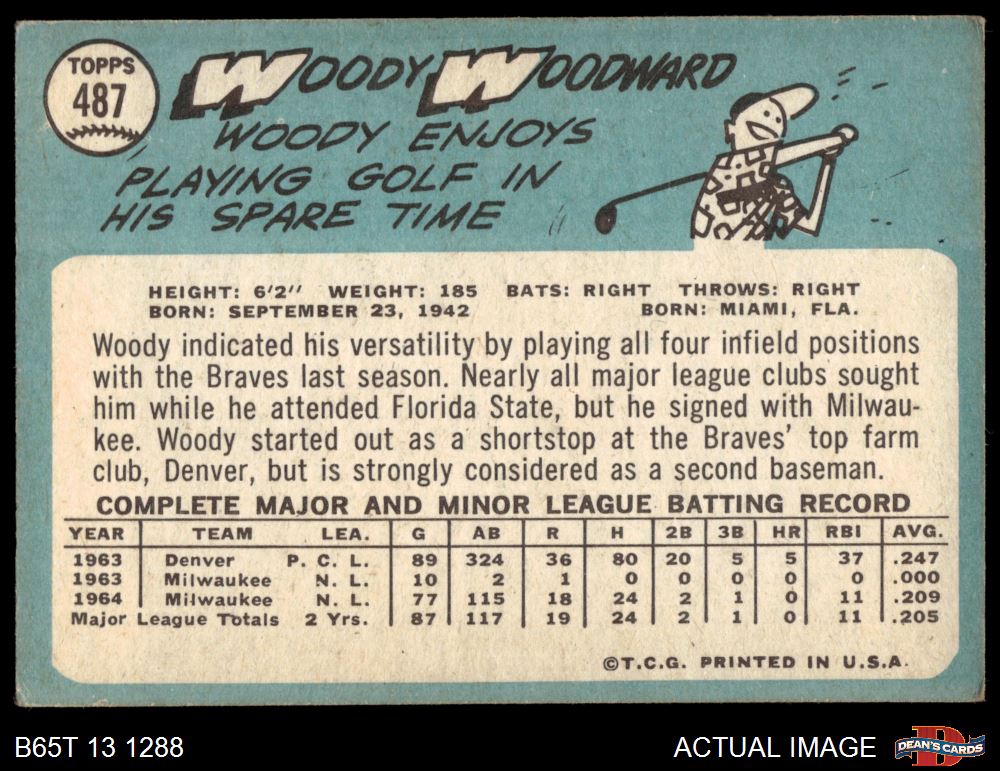 TOPPS
487
WOODY WOODWARD
WOODY ENJOYS
PLAYING GOLF IN
HIS SPARE TIME
HEIGHT: 6'2" WEIGHT: 185 BATS: RIGHT THROWS: RIGHT
BORN: SEPTEMBER 23, 1942 BORN: MIAMI, FLA.
Woody indicated his versatility by playing all four infield positions
with the Braves last season. Nearly all major league clubs sought
him while he attended Florida State, but he signed with Milwau-
kee. Woody started out as a shortstop at the Braves' top farm
club, Denver, but is strongly considered as a second baseman.
COMPLETE MAJOR AND MINOR LEAGUE BATTING RECORD
YEAR TEAM LEA. G AB R H 2B 3B HR RBI AVG.
1963 Denver P. C. L. 89 324 36 80 20 5 5 37 .247
1963 Milwaukee N. L. 10 2 1 0 0 0 0 0 .000
1964 Milwaukee N. L. 77 115 18 24 2 1 0 11 .209
Major League Totals 2 Yrs. 87 117 19 24 2 1 0 11 .205
©T.C.G. PRINTED IN U.S.A.
B65T 13 1288 ACTUAL IMAGE
D
DEAN'S CARDS